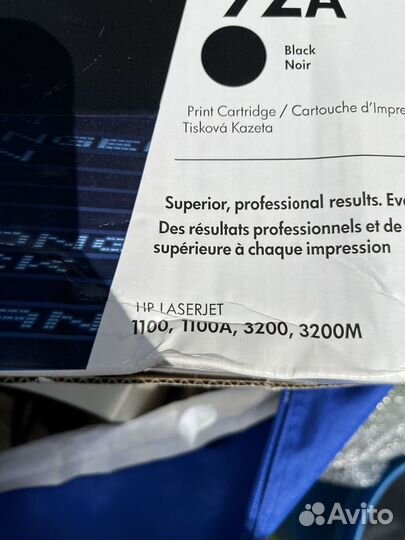 92A
Black
Noir
Print Cartridge / Cartouche d'Impre
Tisková Kazeta
Superior, professional results. Eve
Des résultats professionnels et de
supérieure à chaque impression
HP LASERJET
1100, 1100A, 3200, 3200M
Avito